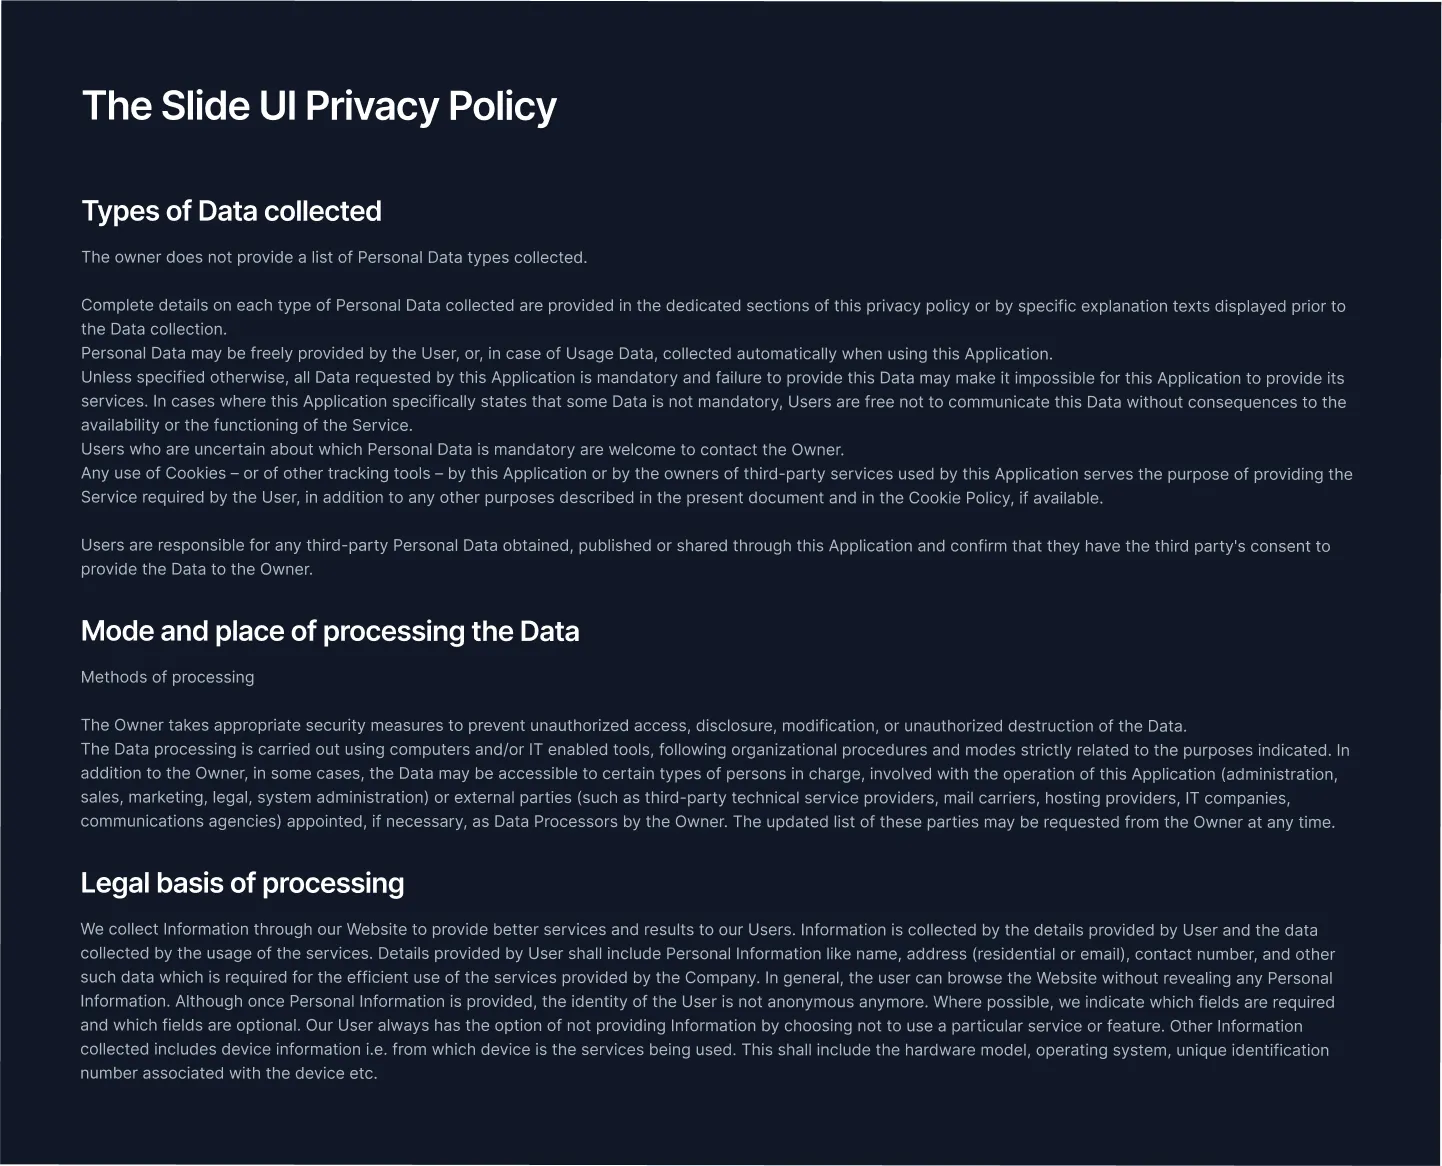 The Slide UI Privacy Policy
Types of Data collected
The owner does not provide a list of Personal Data types collected.
Complete details on each type of Personal Data collected are provided in the dedicated sections of this privacy policy or by specific explanation texts displayed prior to
the Data collection.
Personal Data may be freely provided by the User, or, in case of Usage Data, collected automatically when using this Application.
Unless specified otherwise, all Data requested by this Application is mandatory and failure to provide this Data may make it impossible for this Application to provide its
services. In cases where this Application specifically states that some Data is not mandatory, Users are free not to communicate this Data without consequences to the
availability or the functioning of the Service.
Users who are uncertain about which Personal Data is mandatory are welcome to contact the Owner.
Any use of Cookies – or of other tracking tools – by this Application or by the owners of third-party services used by this Application serves the purpose of providing the
Service required by the User, in addition to any other purposes described in the present document and in the Cookie Policy, if available.
Users are responsible for any third-party Personal Data obtained, published or shared through this Application and confirm that they have the third party's consent to
provide the Data to the Owner.
Mode and place of processing the Data
Methods of processing
The Owner takes appropriate security measures to prevent unauthorized access, disclosure, modification, or unauthorized destruction of the Data.
The Data processing is carried out using computers and/or IT enabled tools, following organizational procedures and modes strictly related to the purposes indicated. In
addition to the Owner, in some cases, the Data may be accessible to certain types of persons in charge, involved with the operation of this Application (administration,
sales, marketing, legal, system administration) or external parties (such as third-party technical service providers, mail carriers, hosting providers, IT companies,
communications agencies) appointed, if necessary, as Data Processors by the Owner. The updated list of these parties may be requested from the Owner at any time.
Legal basis of processing
We collect Information through our Website to provide better services and results to our Users. Information is collected by the details provided by User and the data
collected by the usage of the services. Details provided by User shall include Personal Information like name, address (residential or email), contact number, and other
such data which is required for the efficient use of the services provided by the Company. In general, the user can browse the Website without revealing any Personal
Information. Although once Personal Information is provided, the identity of the User is not anonymous anymore. Where possible, we indicate which fields are required
and which fields are optional. Our User always has the option of not providing Information by choosing not to use a particular service or feature. Other Information
collected includes device information i.e. from which device is the services being used. This shall include the hardware model, operating system, unique identification
number associated with the device etc.